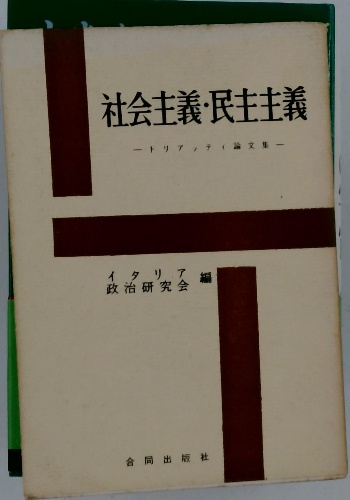 社会主義・民主主義
―トリアッティ論文集―
イタリア
政治研究会 編
合同出版社